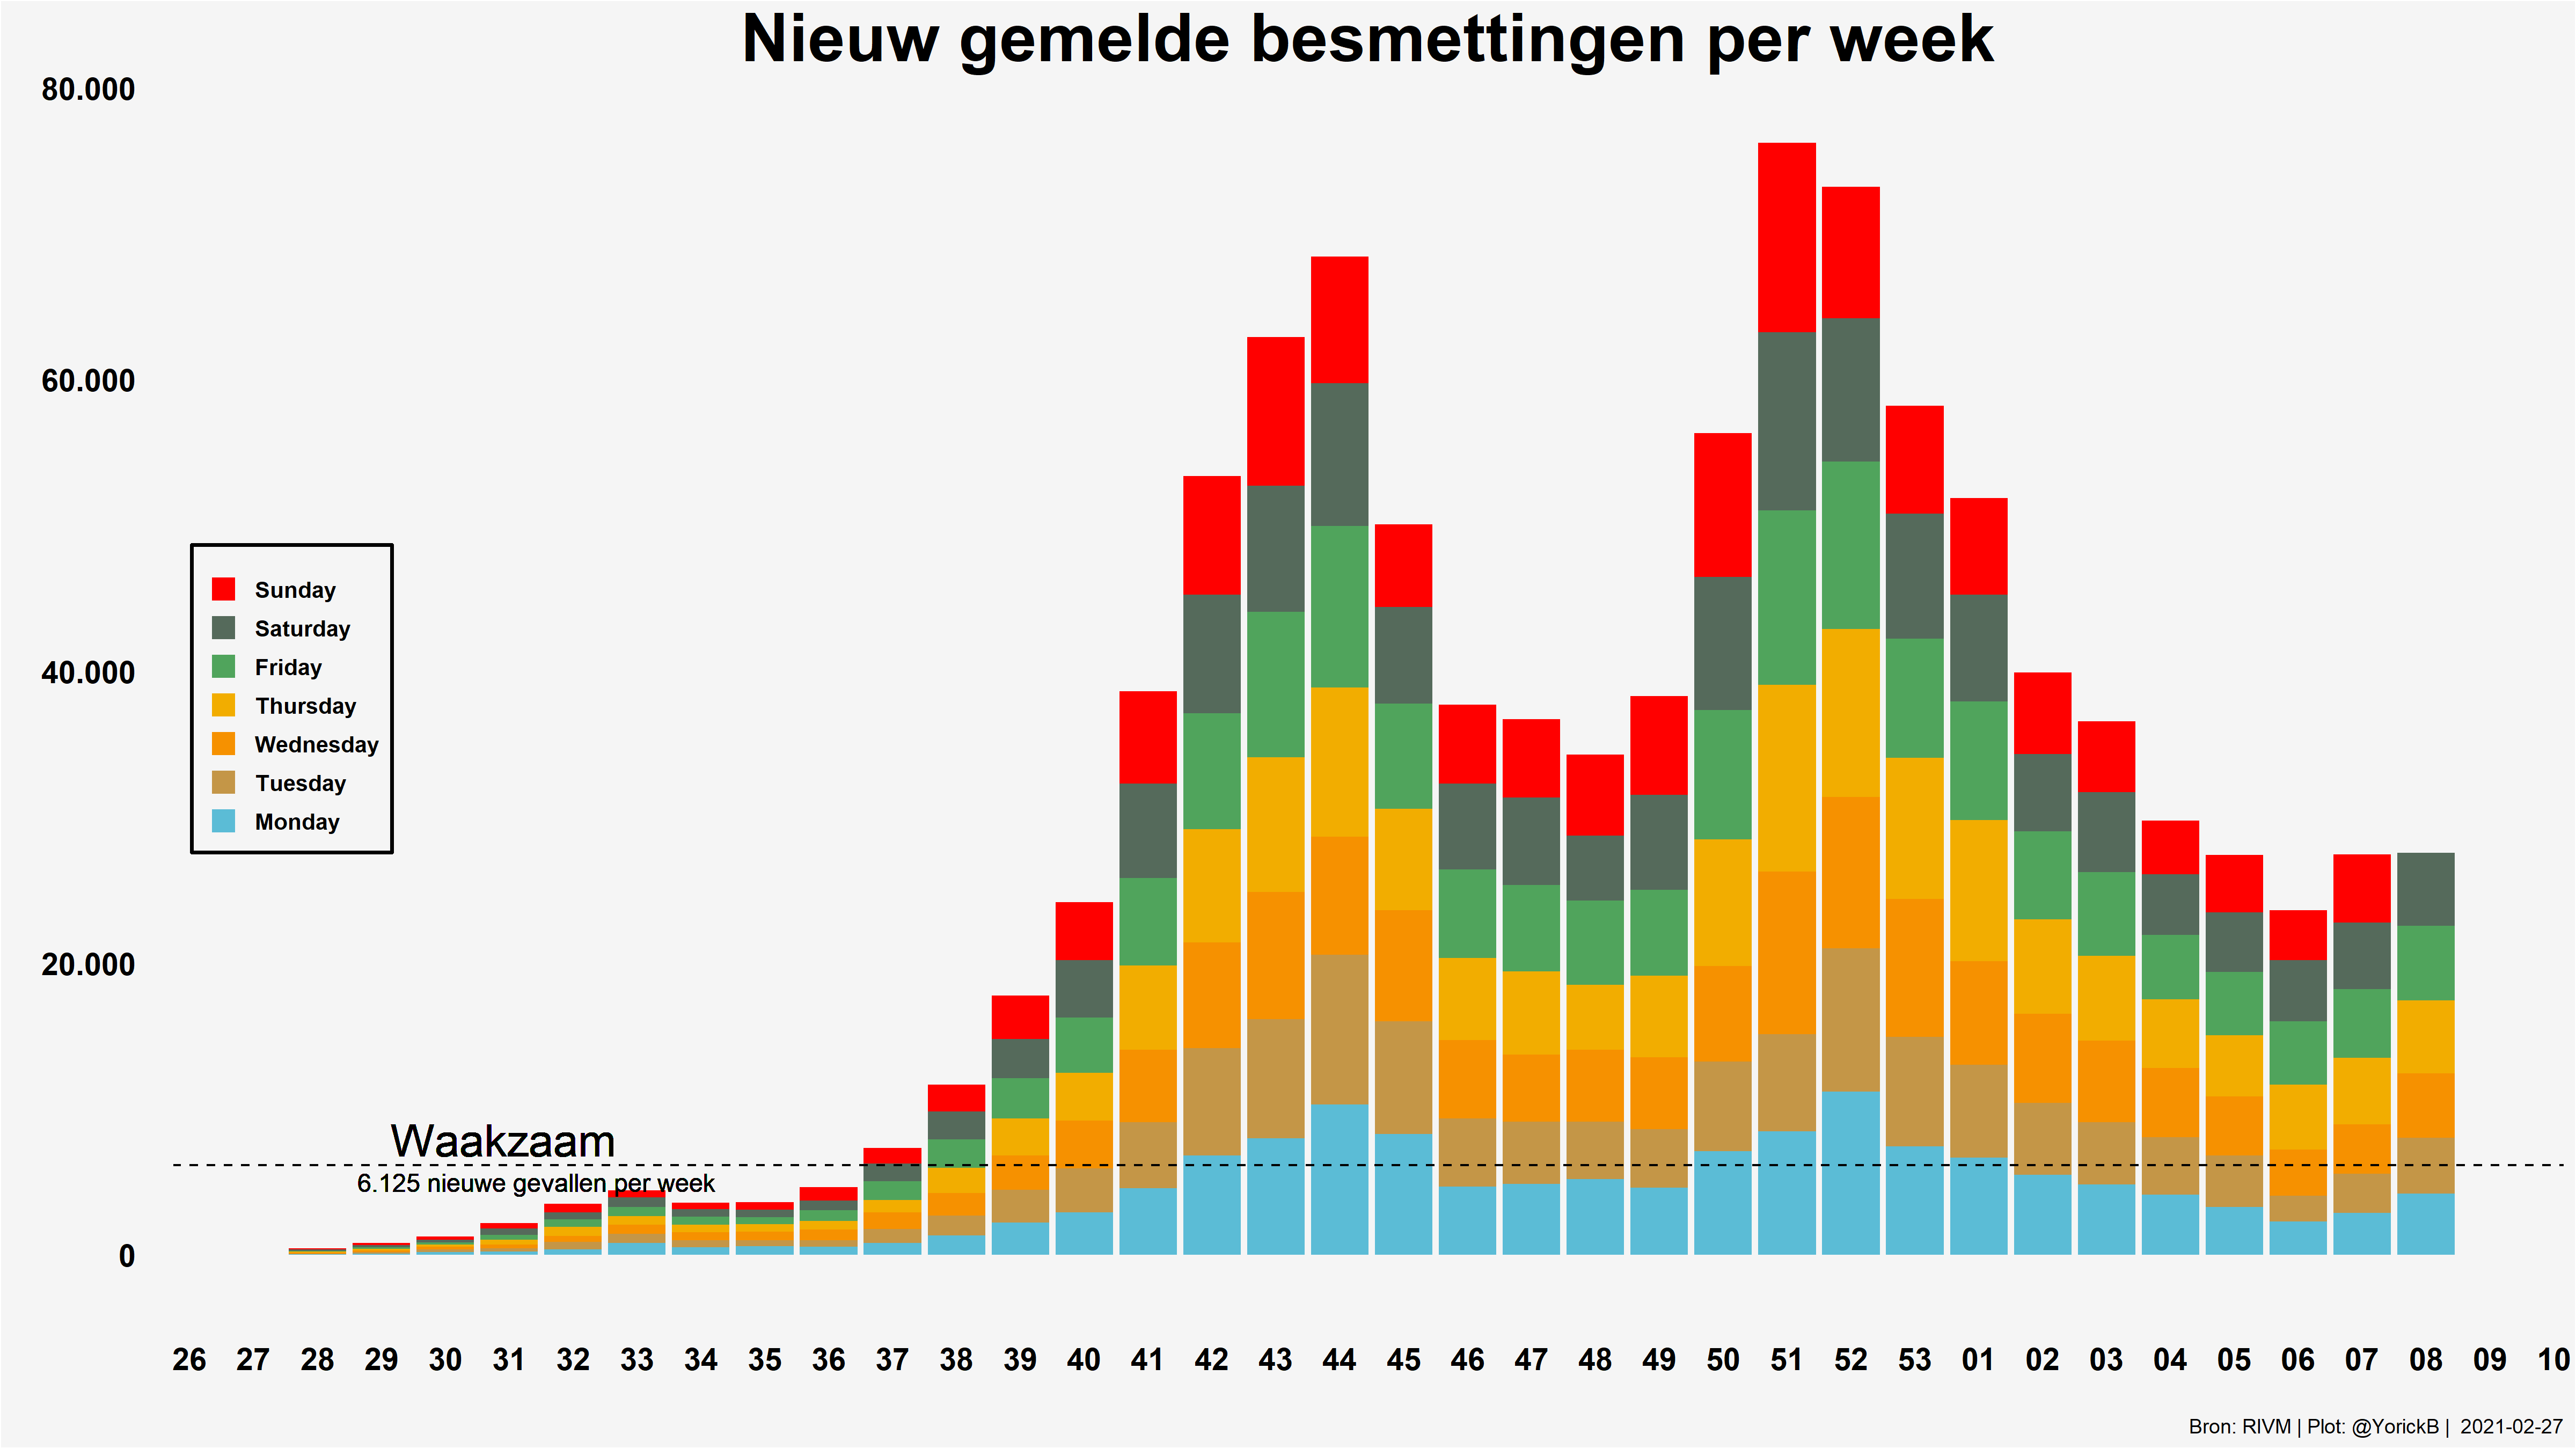 Nieuw gemelde besmettingen per week
80.000
60.000
40.000
20.000
0
Sunday
Saturday
Friday
Thursday
Wednesday
Tuesday
Monday
Waakzaam
6.125 nieuwe gevallen per week
26 27 28 29 30 31 32 33 34 35 36 37 38 39 40 41 42 43 44 45 46 47 48 49 50 51 52 53 01 02 03 04 05 06 07 08 09 10
Bron: RIVM | Plot: @YorickB | 2021-02-27